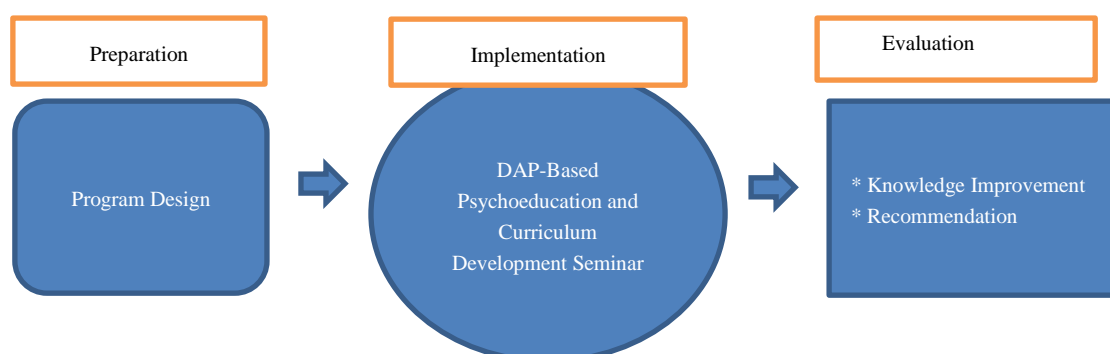 Preparation
Implementation
Evaluation
Program Design
DAP-Based
Psychoeducation and
Curriculum
Development Seminar
* Knowledge Improvement
* Recommendation